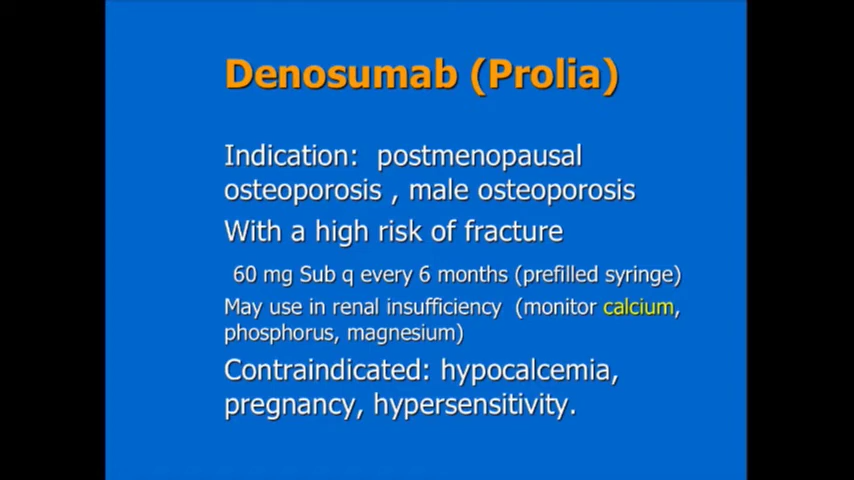 Denosumab (Prolia)
Indication:  postmenopausal
osteoporosis , male osteoporosis
With a high risk of fracture
60 mg Sub q every 6 months (prefilled syringe)
May use in renal insufficiency  (monitor calcium,
phosphorus, magnesium)
Contraindicated: hypocalcemia,
pregnancy, hypersensitivity.